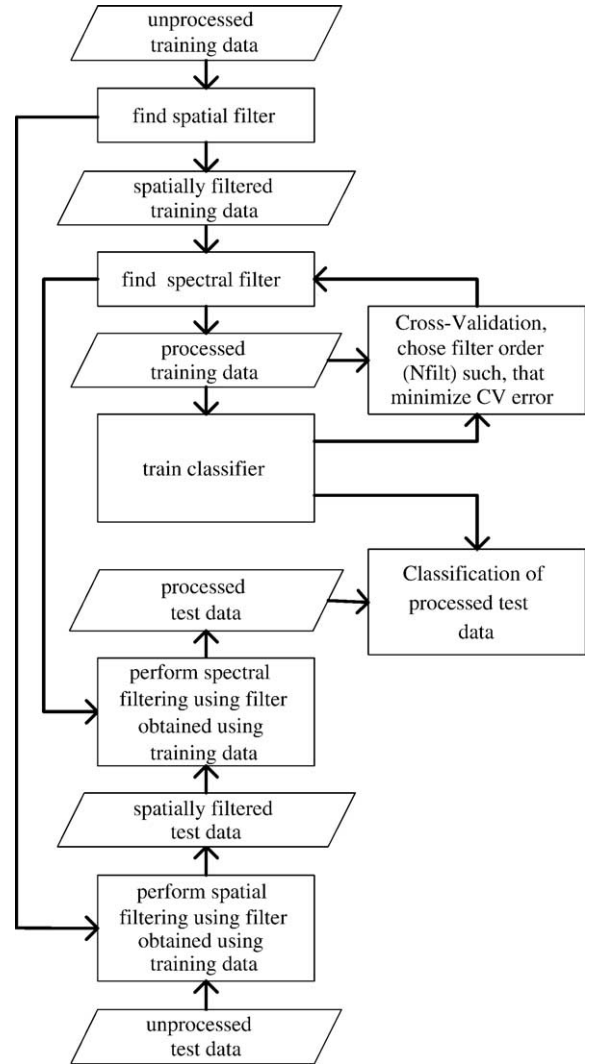 unprocessed
training data
find spatial filter
spatially filtered
training data
find spectral filter
processed
training data
Cross-Validation,
chose filter order
(Nfilt) such, that
minimize CV error
train classifier
processed
test data
Classification of
processed test
data
perform spectral
filtering using filter
obtained using
training data
spatially filtered
test data
perform spatial
filtering using filter
obtained using
training data
unprocessed
test data